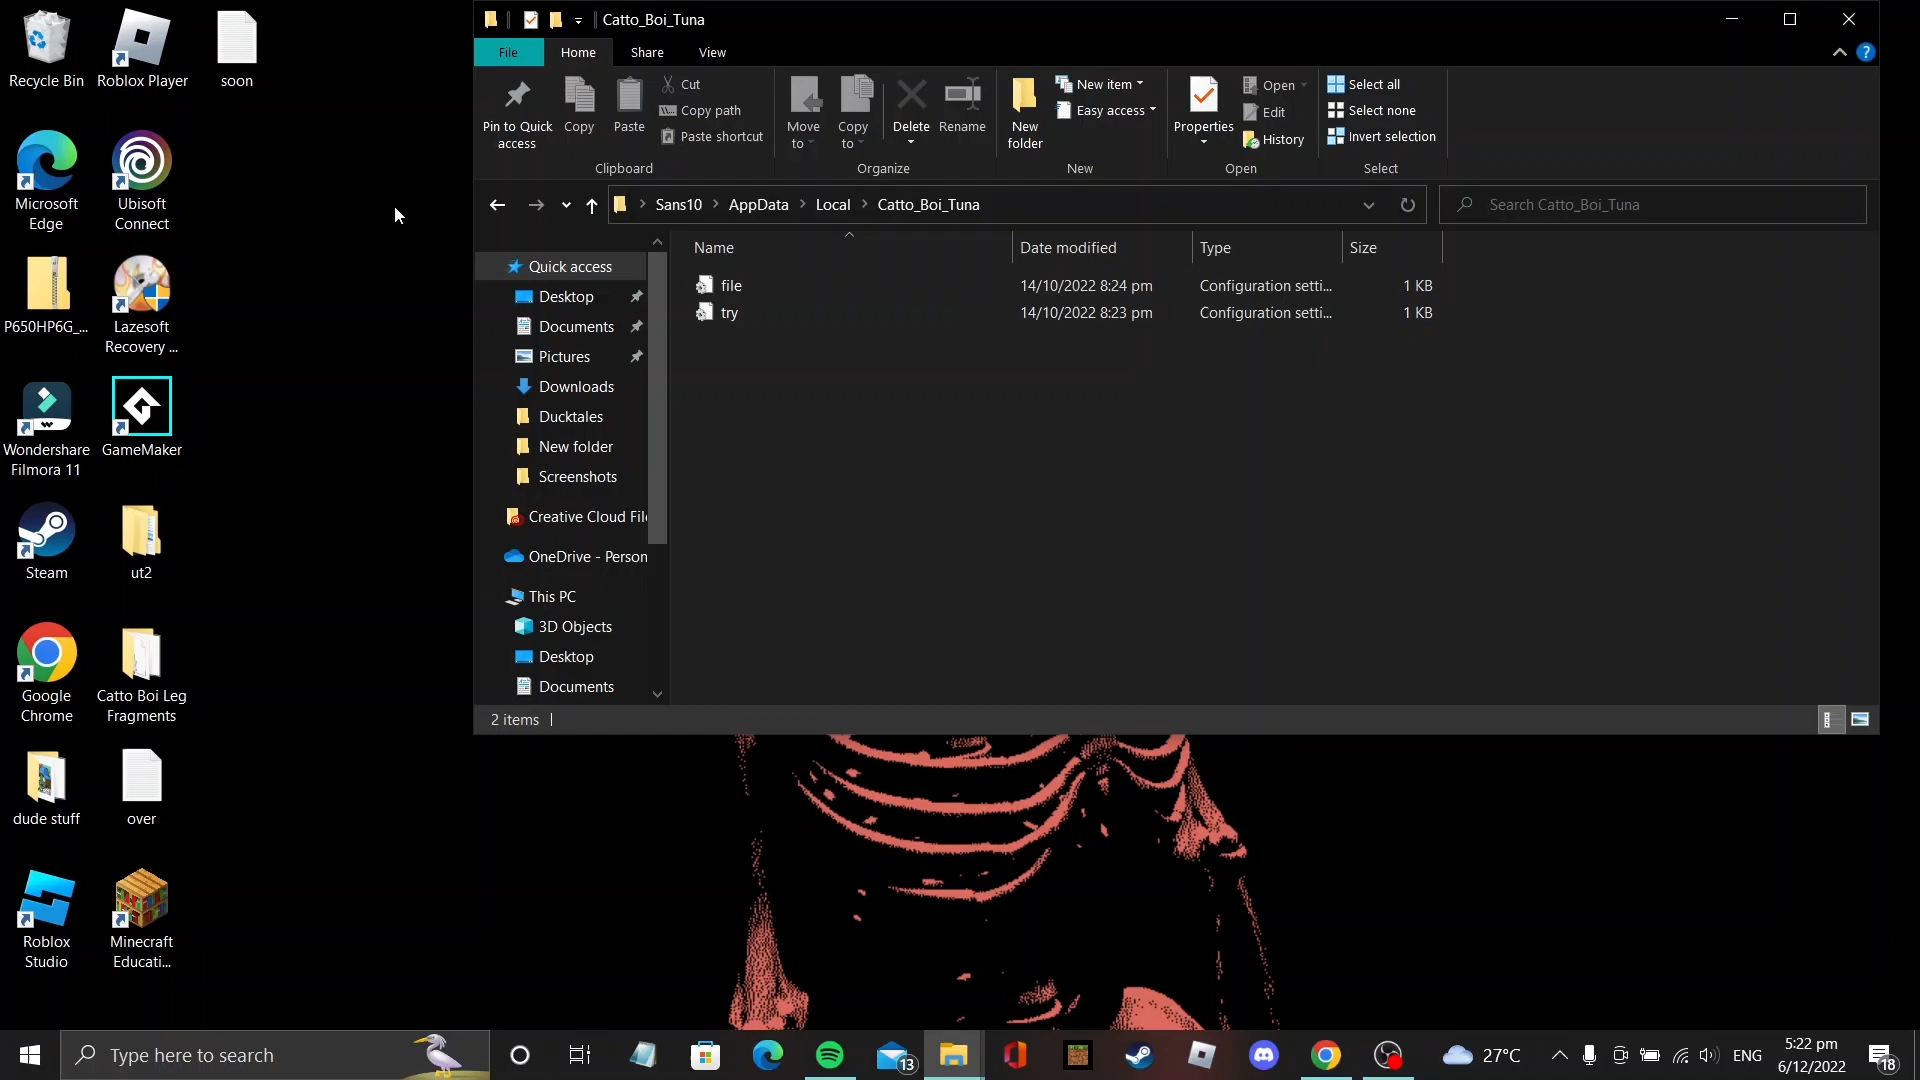 Recycle Bin
Roblox Player
soon
Microsoft
Edge
Ubisoft
Connect
P650HP6G_...
Lazesoft
Recovery ...
Wondershare
Filmora 11
GameMaker
Steam
ut2
Google
Chrome
Catto Boi Leg
Fragments
dude stuff
over
Roblox
Studio
Minecraft
Educati...
Catto_Boi_Tuna
File
Home
Share
View
Pin to Quick
access
Copy
Paste
Cut
Copy path
Paste shortcut
Clipboard
Move
to
Copy
to
Delete
Rename
Organize
New
folder
New item
Easy access
New
Properties
Open
Edit
History
Open
Select all
Select none
Invert selection
Select
Sans10
AppData
Local
Catto_Boi_Tuna
Search Catto_Boi_Tuna
Quick access
Desktop
Documents
Pictures
Downloads
Ducktales
New folder
Screenshots
Creative Cloud File
OneDrive - Person
This PC
3D Objects
Desktop
Documents
Name
Date modified
Type
Size
file
14/10/2022 8:24 pm
Configuration setti...
1 KB
try
14/10/2022 8:23 pm
Configuration setti...
1 KB
2 items
Type here to search
13
27°C
ENG
5:22 pm
6/12/2022
18